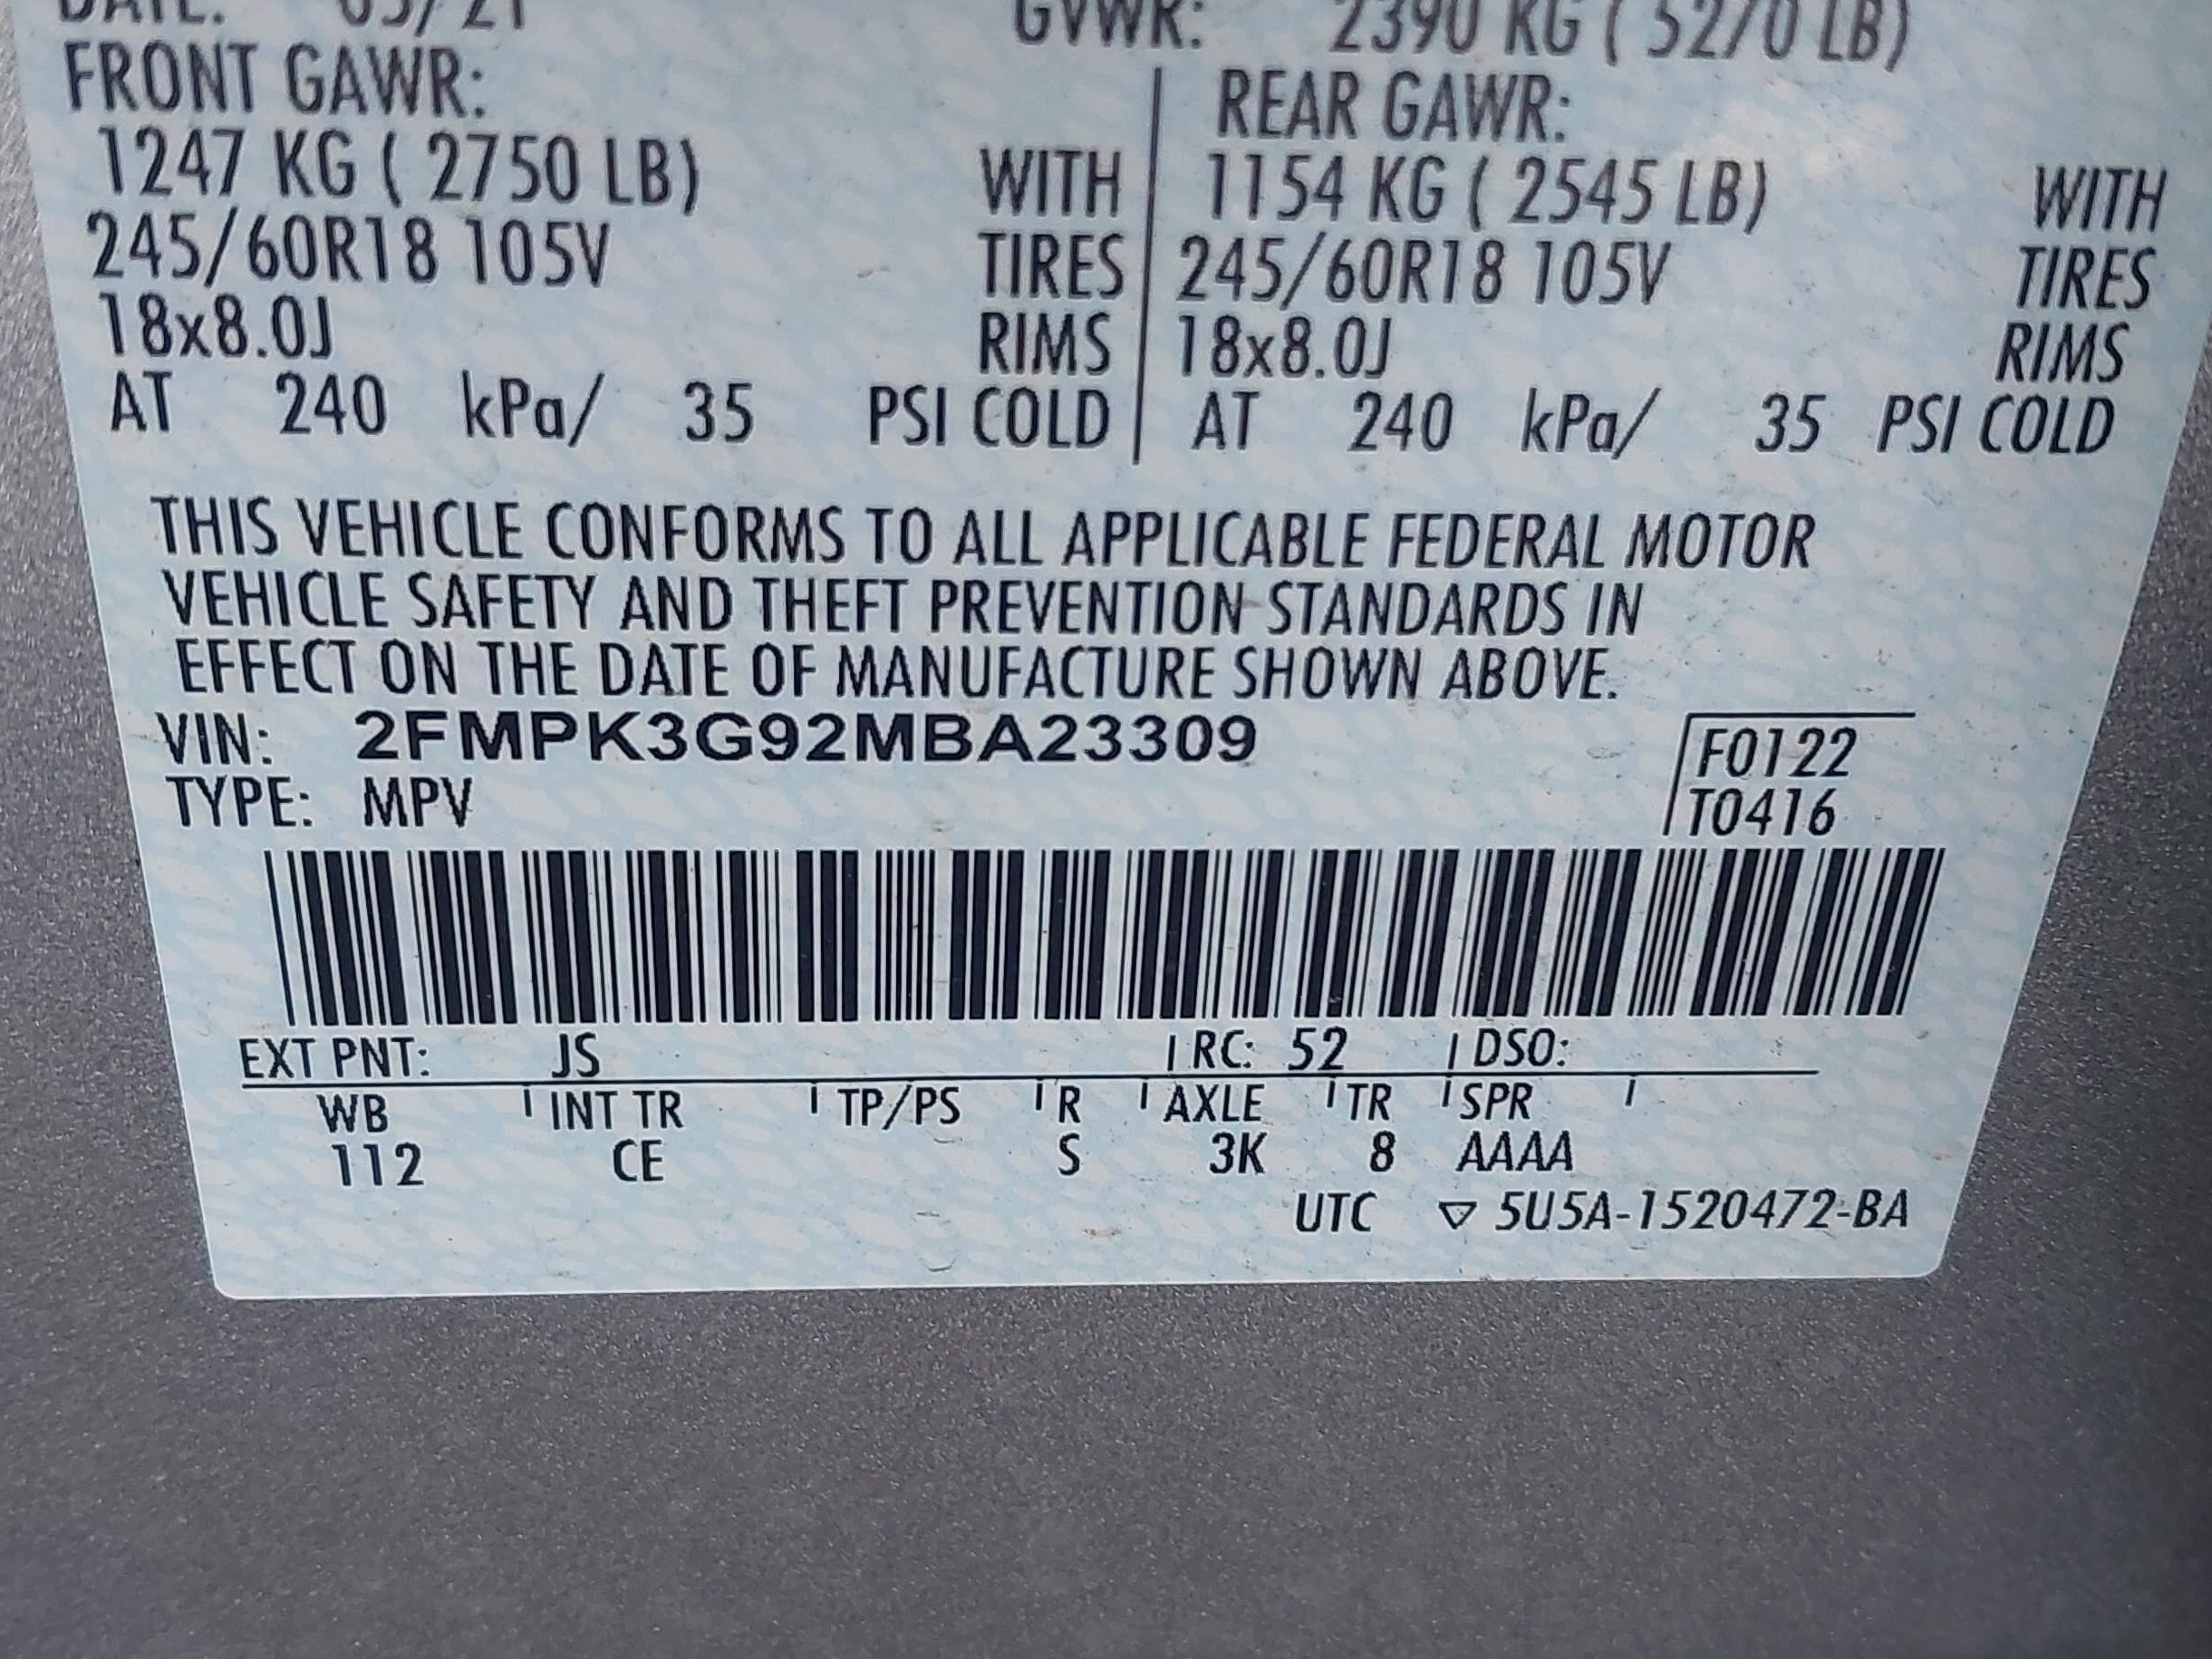 DATE: 05/21 GVWR: 2390 KG ( 5270 LB)
FRONT GAWR: REAR GAWR:
1247 KG ( 2750 LB) WITH 1154 KG ( 2545 LB) WITH
245/60R18 105V TIRES 245/60R18 105V TIRES
18x8.0J RIMS 18x8.0J RIMS
AT 240 kPa/ 35 PSI COLD AT 240 kPa/ 35 PSI COLD
THIS VEHICLE CONFORMS TO ALL APPLICABLE FEDERAL MOTOR
VEHICLE SAFETY AND THEFT PREVENTION STANDARDS IN
EFFECT ON THE DATE OF MANUFACTURE SHOWN ABOVE.
VIN: 2FMPK3G92MBA23309 F0122
TYPE: MPV T0416
EXT PNT: JS RC: 52 DSO:
WB INT TR TP/PS R AXLE TR SPR
112 CE S 3K 8 AAAA
UTC ▽ 5U5A-1520472-BA